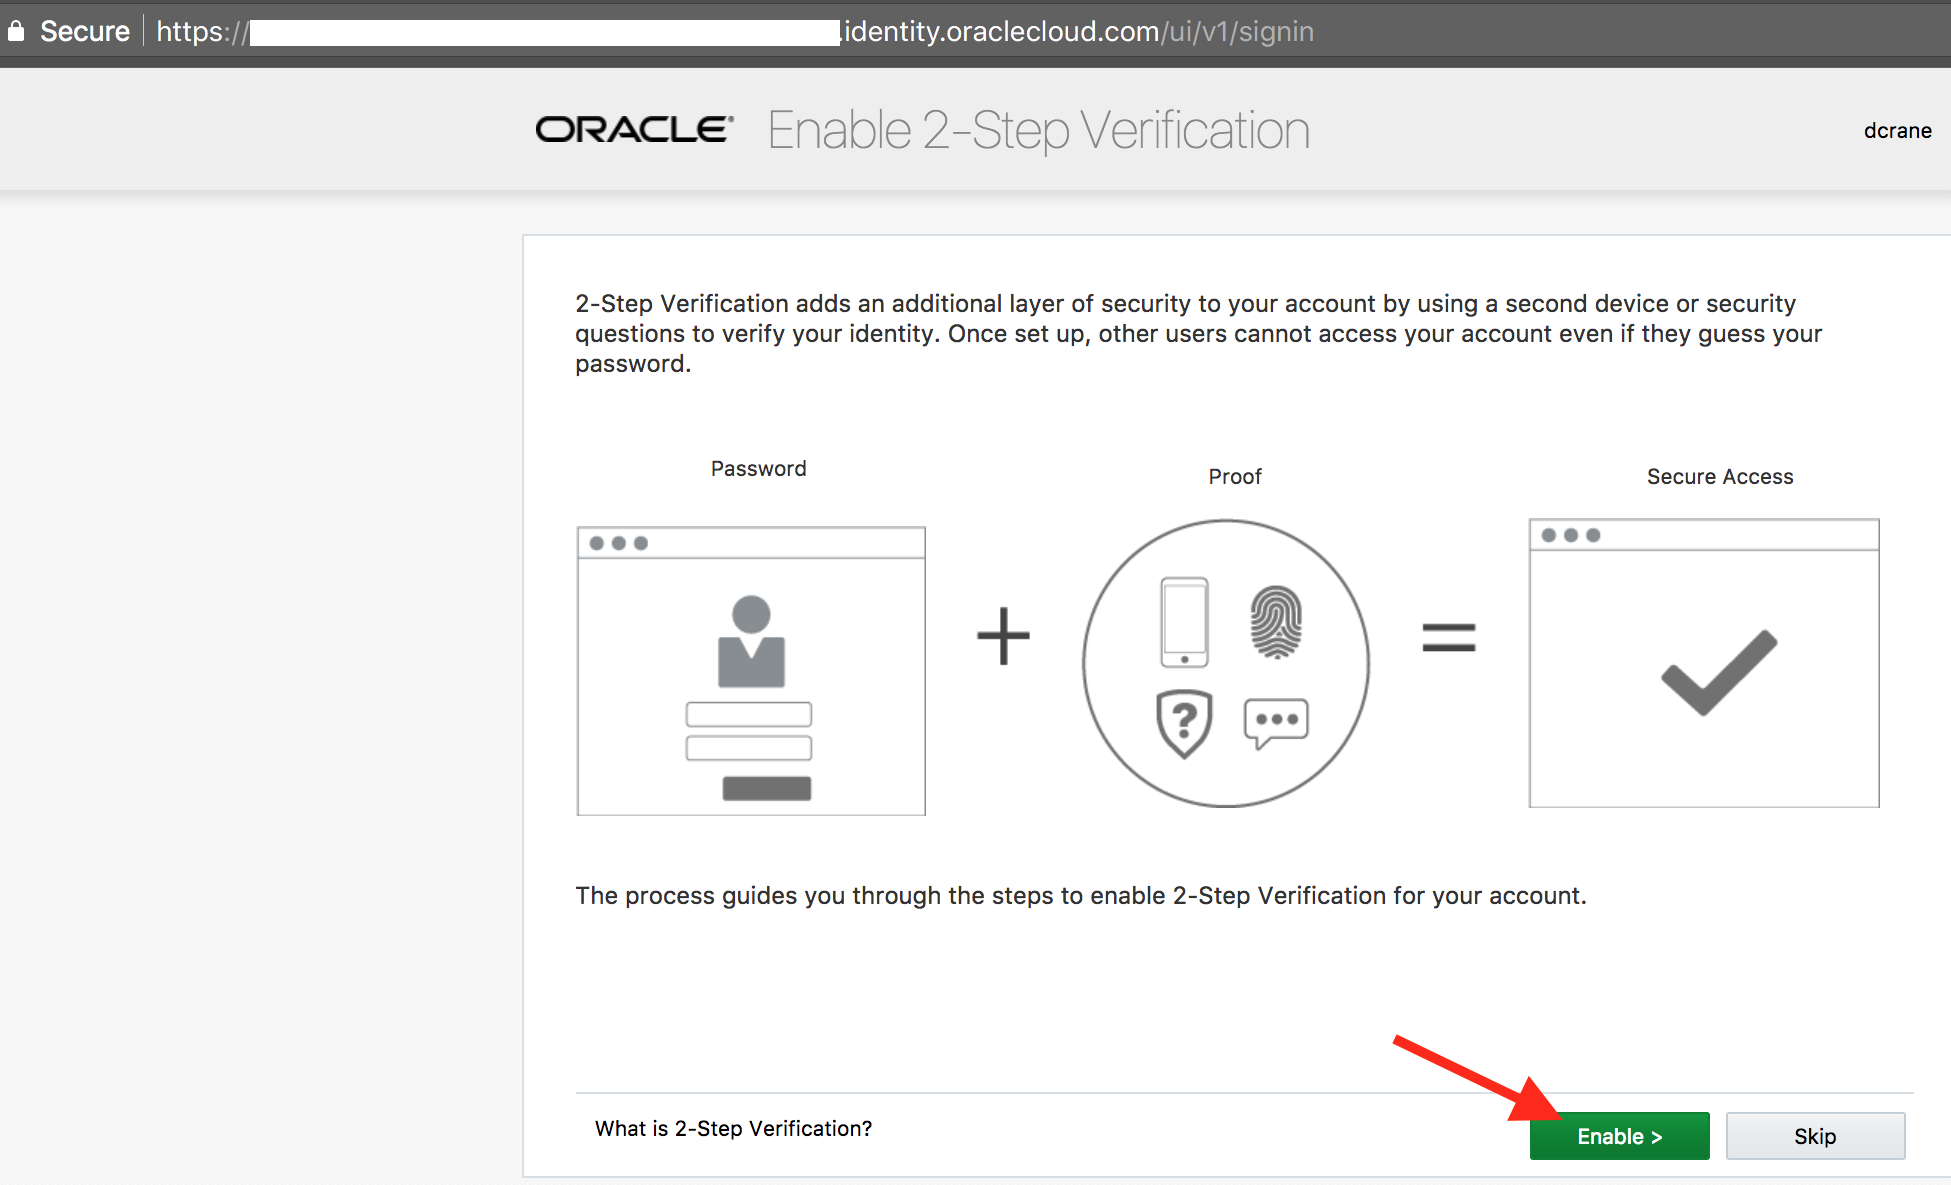 Secure https://
.identity.oraclecloud.com/ui/v1/signin
ORACLE® Enable 2-Step Verification
dcrane
2-Step Verification adds an additional layer of security to your account by using a second device or security
questions to verify your identity. Once set up, other users cannot access your account even if they guess your
password.
Password
Proof
Secure Access
+
=
?
The process guides you through the steps to enable 2-Step Verification for your account.
What is 2-Step Verification?
Enable >
Skip